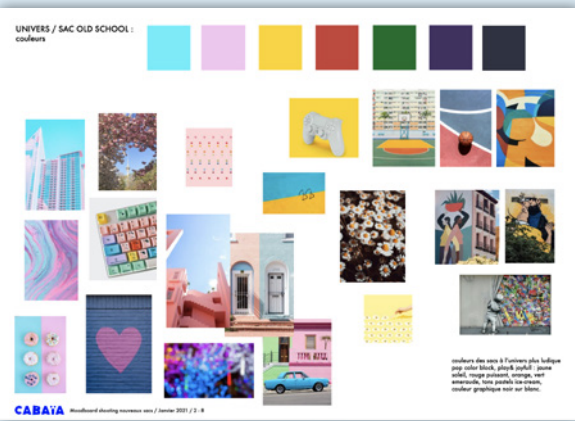 UNIVERS / SAC OLD SCHOOL :
couleurs
couleurs des sacs à l'univers plus ludique
pop color block, play& joyfull : jaune
soleil, rouge puissant, orange, vert
emeraude, tons pastels ice-cream,
couleur graphique noir sur blanc.
CABAÏA Moodboard shooting nouveaux sacs / Janvier 2021 / 2 - B